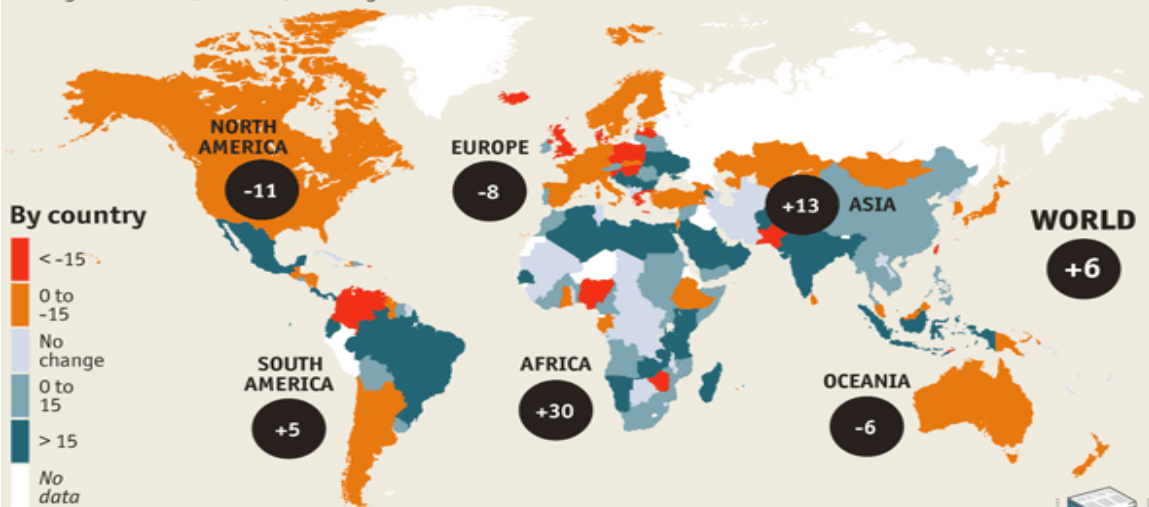 NORTH
AMERICA
-11
EUROPE
-8
+13
ASIA
WORLD
+6
By country
< -15
0 to
-15
No
change
0 to
15
> 15
No
data
SOUTH
AMERICA
+5
AFRICA
+30
OCEANIA
-6